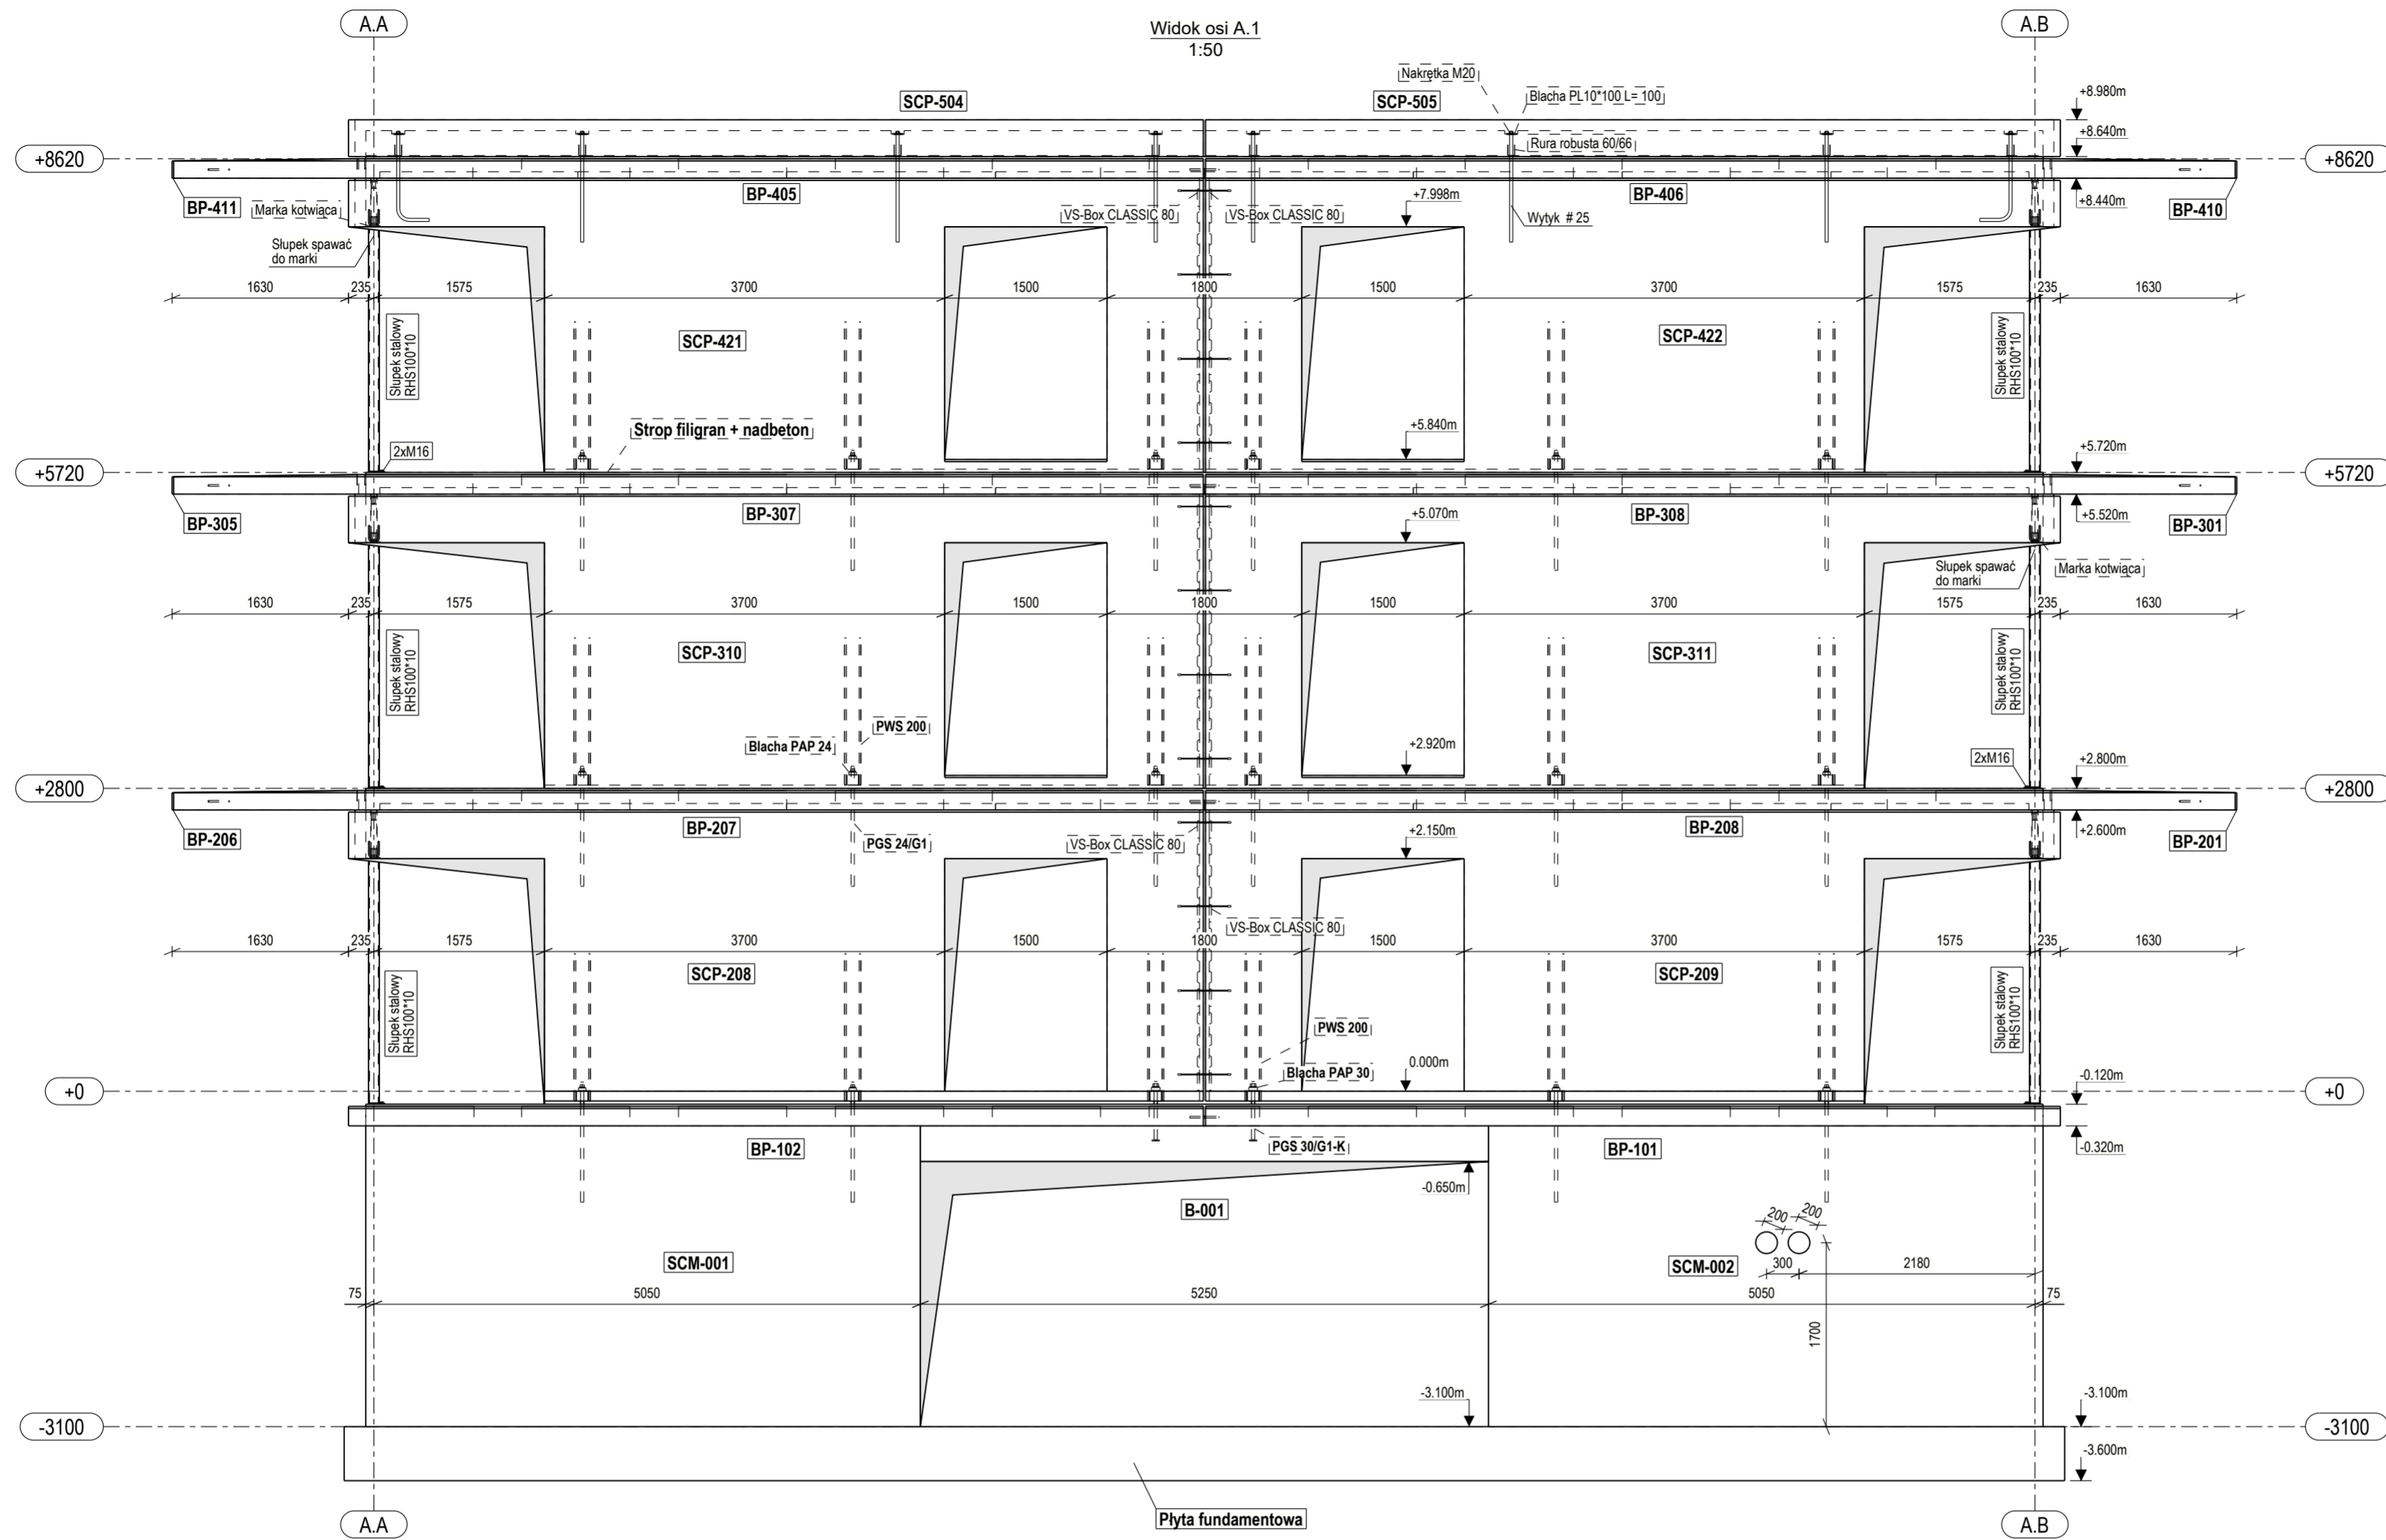 A.A
Widok osi A.1
1:50
A.B
Nakrętka M20
SCP-504
SCP-505
Blacha PL10*100 L= 100
+8.980m
+8.640m
Rura robusta 60/66
+8620
+8620
BP-411
Marka kotwiąca
BP-405
VS-Box CLASSIC 80
VS-Box CLASSIC 80
+7.998m
Wytyk # 25
BP-406
+8.440m
BP-410
Słupek spawać
do marki
1630
235
1575
3700
1500
1800
1500
3700
1575
235
1630
Słupek stalowy
RHS100*10
SCP-421
SCP-422
Słupek stalowy
RHS100*10
Strop filigran + nadbeton
+5.840m
2xM16
+5.720m
+5720
+5720
BP-305
BP-307
+5.070m
BP-308
+5.520m
BP-301
Słupek spawać
do marki
Marka kotwiąca
1630
235
1575
3700
1500
1800
1500
3700
1575
235
1630
Słupek stalowy
RHS100*10
SCP-310
SCP-311
Słupek stalowy
RHS100*10
PWS 200
Blacha PAP 24
+2.920m
2xM16
+2.800m
+2800
+2800
BP-206
BP-207
PGS 24/G1
VS-Box CLASSIC 80
+2.150m
BP-208
+2.600m
BP-201
VS-Box CLASSIC 80
1630
235
1575
3700
1500
1800
1500
3700
1575
235
1630
Słupek stalowy
RHS100*10
SCP-208
SCP-209
Słupek stalowy
RHS100*10
PWS 200
Blacha PAP 30
0.000m
-0.120m
+0
+0
BP-102
PGS 30/G1-K
BP-101
-0.320m
-0.650m
B-001
200
200
SCM-001
SCM-002
300
2180
75
5050
5250
5050
75
1700
-3.100m
-3.100m
-3100
-3100
-3.600m
Płyta fundamentowa
A.A
A.B